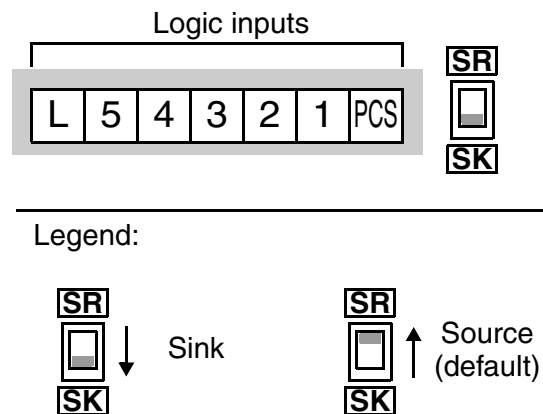 Logic inputs
SR
L 5 4 3 2 1 PCS
SK
Legend:
SR SR
Sink Source
(default)
SK SK